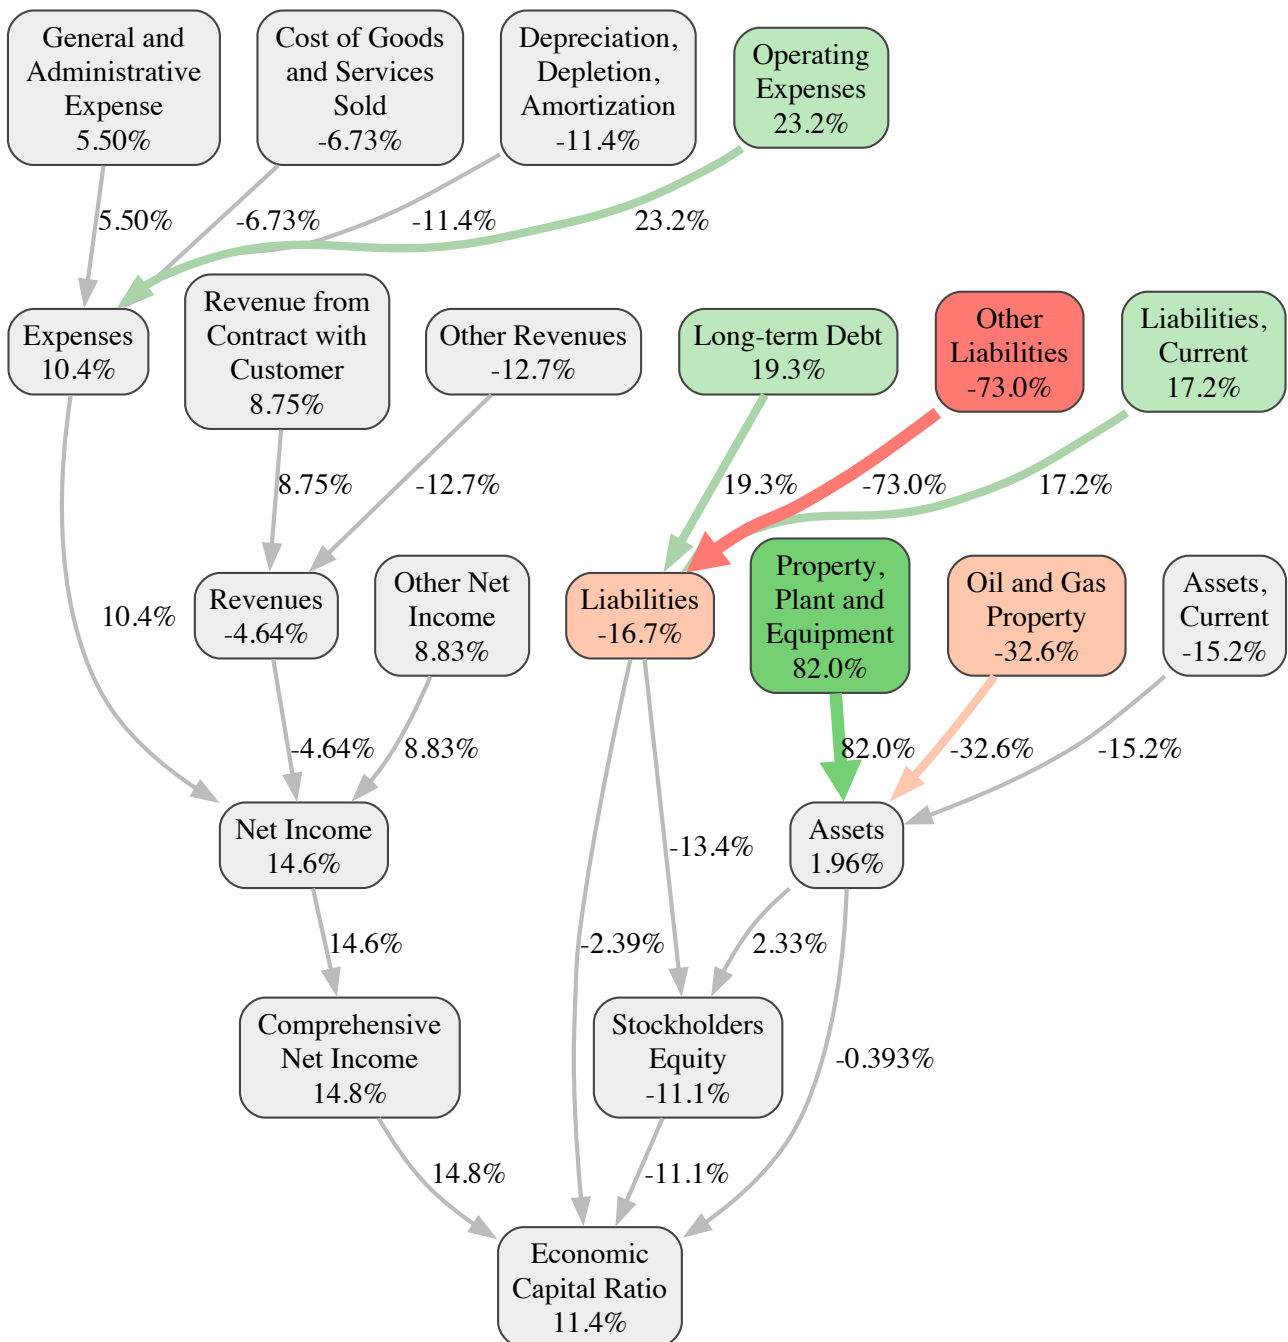 General and
Administrative
Expense
5.50%
Cost of Goods
and Services
Sold
-6.73%
Depreciation,
Depletion,
Amortization
-11.4%
Operating
Expenses
23.2%
5.50%
-6.73%
-11.4%
23.2%
Expenses
10.4%
Revenue from
Contract with
Customer
8.75%
Other Revenues
-12.7%
Long-term Debt
19.3%
Other
Liabilities
-73.0%
Liabilities,
Current
17.2%
8.75%
-12.7%
19.3%
-73.0%
17.2%
10.4%
Revenues
-4.64%
Other Net
Income
8.83%
Liabilities
-16.7%
Property,
Plant and
Equipment
82.0%
Oil and Gas
Property
-32.6%
Assets,
Current
-15.2%
-4.64%
8.83%
82.0%
-32.6%
-15.2%
Net Income
14.6%
-13.4%
Assets
1.96%
14.6%
-2.39%
2.33%
-0.393%
Comprehensive
Net Income
14.8%
Stockholders
Equity
-11.1%
14.8%
-11.1%
Economic
Capital Ratio
11.4%